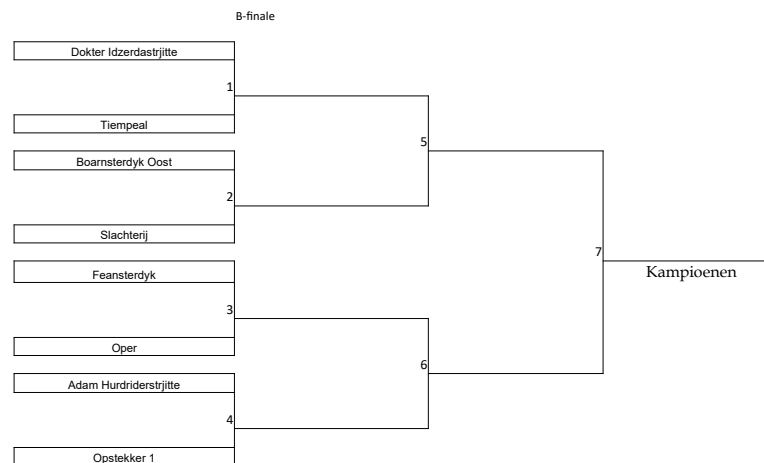 B-finale
Dokter Idzerdastrjitte
1
Tiempeal
5
Boarnsterdyk Oost
2
Slachterij
7
Kampioenen
Feansterdyk
3
Oper
6
Adam Hurdriderstrjitte
4
Opstekker 1